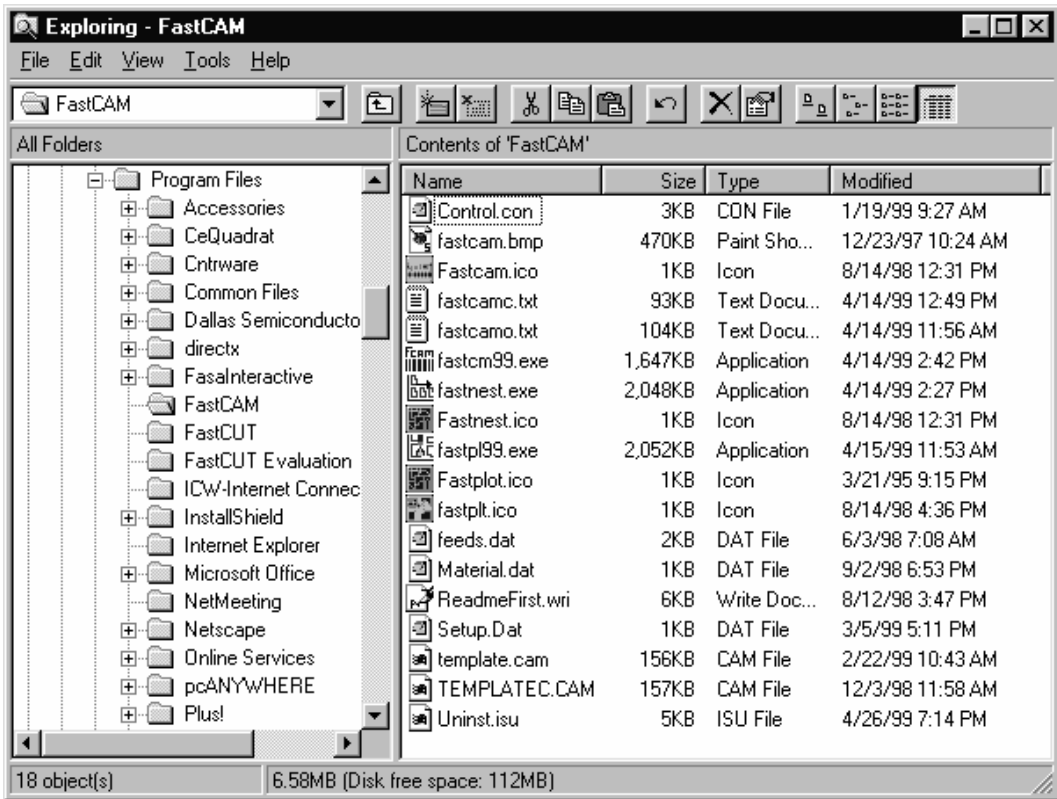 Exploring - FastCAM
File Edit View Tools Help
FastCAM
All Folders
Contents of 'FastCAM'
Program Files
Accessories
CeQuadrat
Cntrware
Common Files
Dallas Semiconducto
directx
FasaInteractive
FastCAM
FastCUT
FastCUT Evaluation
ICW-Internet Connec
InstallShield
Internet Explorer
Microsoft Office
NetMeeting
Netscape
Online Services
pcANYWHERE
Plus!
Name Size Type Modified
Control.con 3KB CON File 1/19/99 9:27 AM
fastcam.bmp 470KB Paint Sho... 12/23/97 10:24 AM
Fastcam.ico 1KB Icon 8/14/98 12:31 PM
fastcamc.txt 93KB Text Docu... 4/14/99 12:49 PM
fastcamo.txt 104KB Text Docu... 4/14/99 11:56 AM
fastcm99.exe 1,647KB Application 4/14/99 2:42 PM
fastnest.exe 2,048KB Application 4/14/99 2:27 PM
Fastnest.ico 1KB Icon 8/14/98 12:31 PM
fastpl99.exe 2,052KB Application 4/15/99 11:53 AM
Fastplot.ico 1KB Icon 3/21/95 9:15 PM
fastplt.ico 1KB Icon 8/14/98 4:36 PM
feeds.dat 2KB DAT File 6/3/98 7:08 AM
Material.dat 1KB DAT File 9/2/98 6:53 PM
ReadmeFirst.wri 6KB Write Doc... 8/12/98 3:47 PM
Setup.Dat 1KB DAT File 3/5/99 5:11 PM
template.cam 156KB CAM File 2/22/99 10:43 AM
TEMPLATEC.CAM 157KB CAM File 12/3/98 11:58 AM
Uninst.isu 5KB ISU File 4/26/99 7:14 PM
18 object(s)
6.58MB (Disk free space: 112MB)